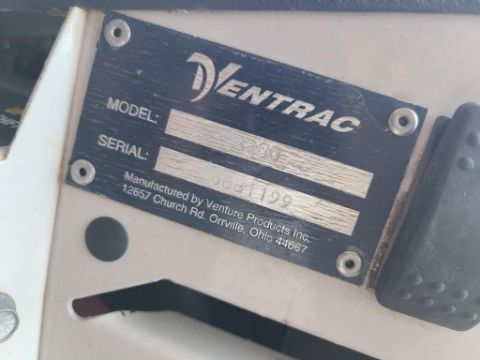 VENTRAC
MODEL:
SERIAL:
Manufactured by Venture Products Inc.
12657 Church Rd. Orrville, Ohio 44667